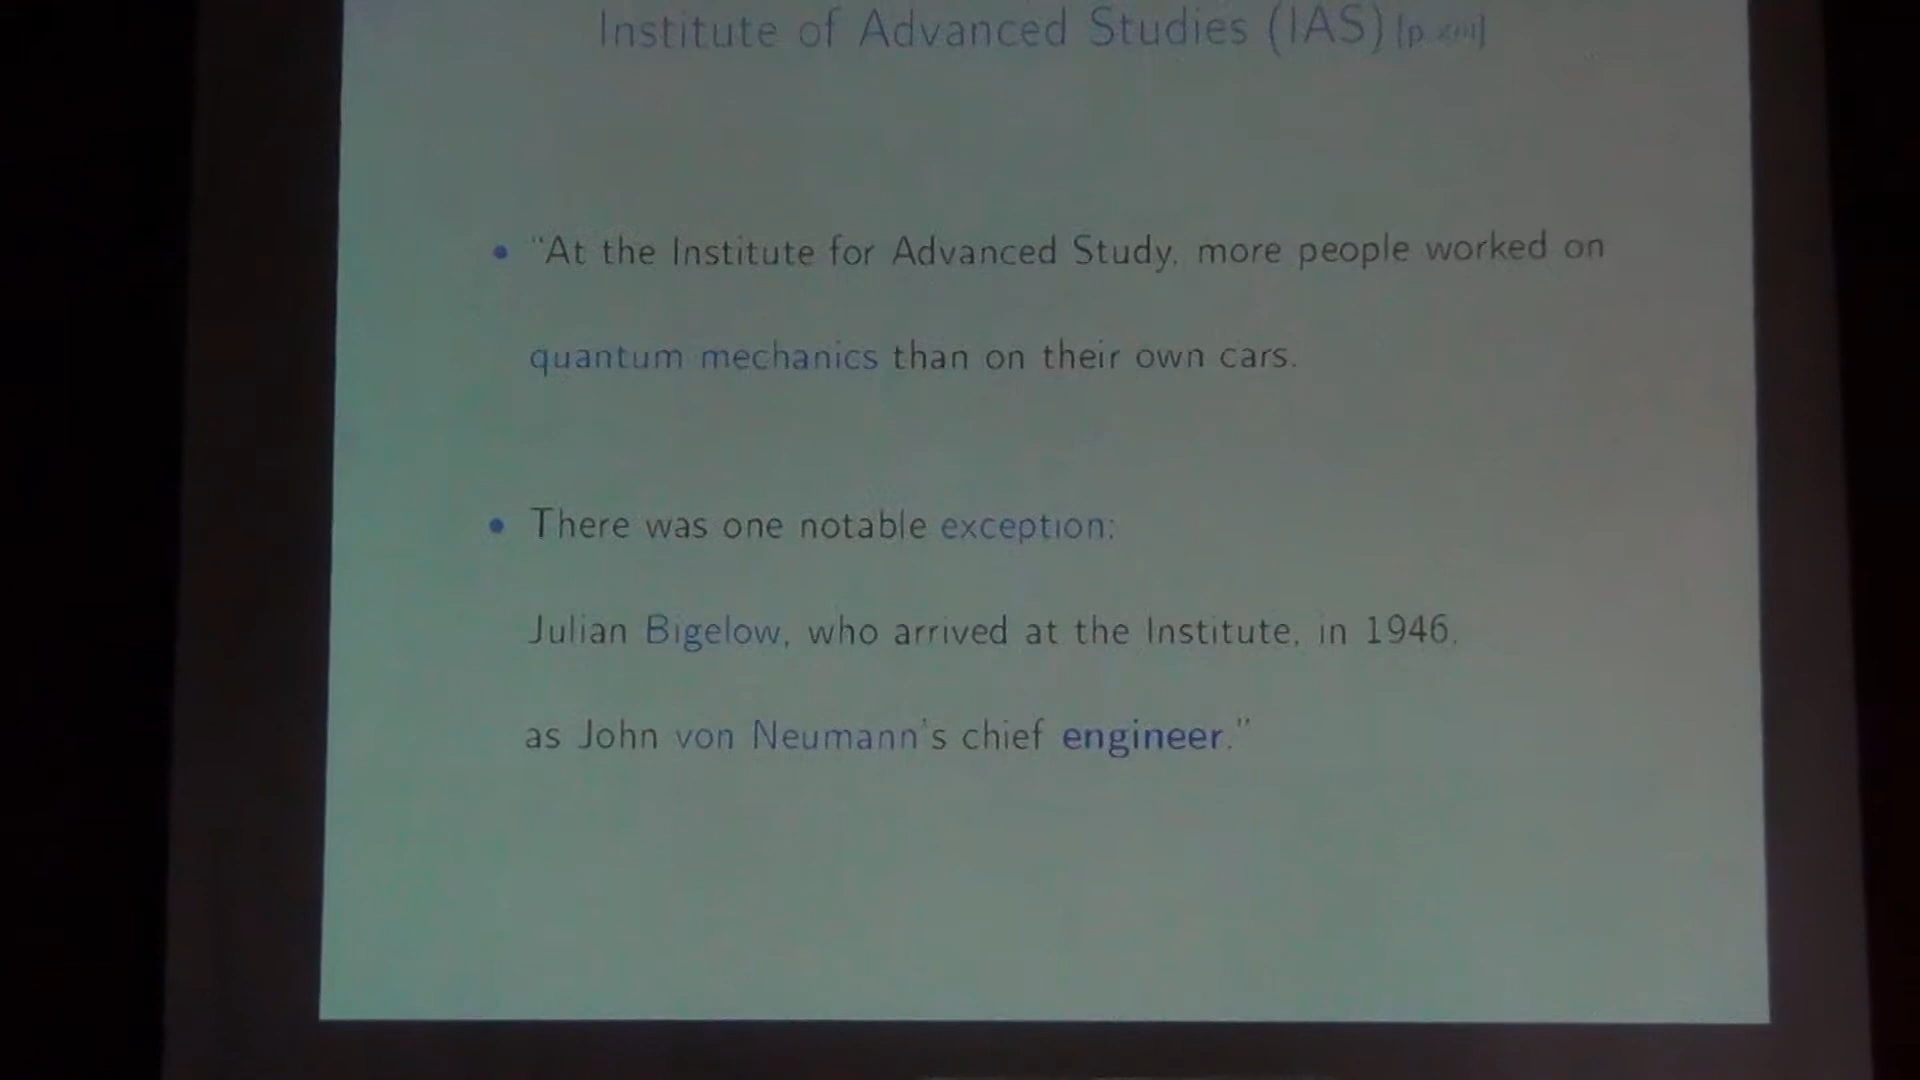 Institute of Advanced Studies (IAS) [p. xiii]
• "At the Institute for Advanced Study, more people worked on
quantum mechanics than on their own cars.
• There was one notable exception:
Julian Bigelow, who arrived at the Institute, in 1946,
as John von Neumann's chief engineer."